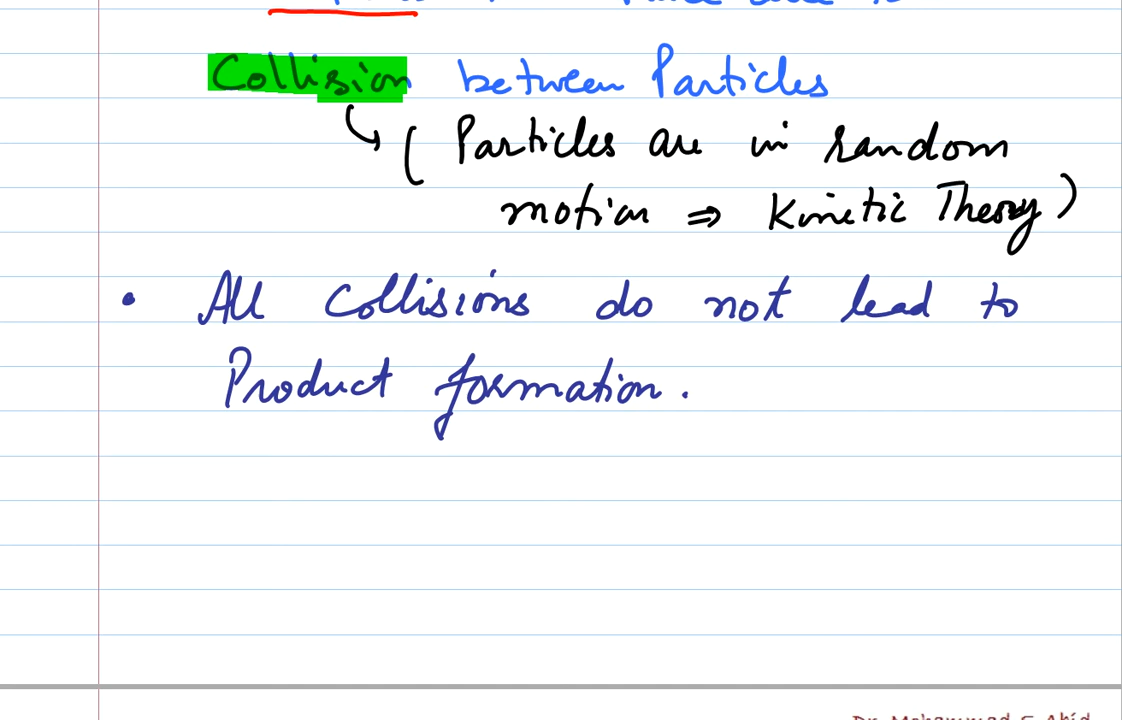 Collision between Particles
( Particles are in random
motion ⇒ Kinetic Theory )
• All Collisions do not lead to
Product formation.